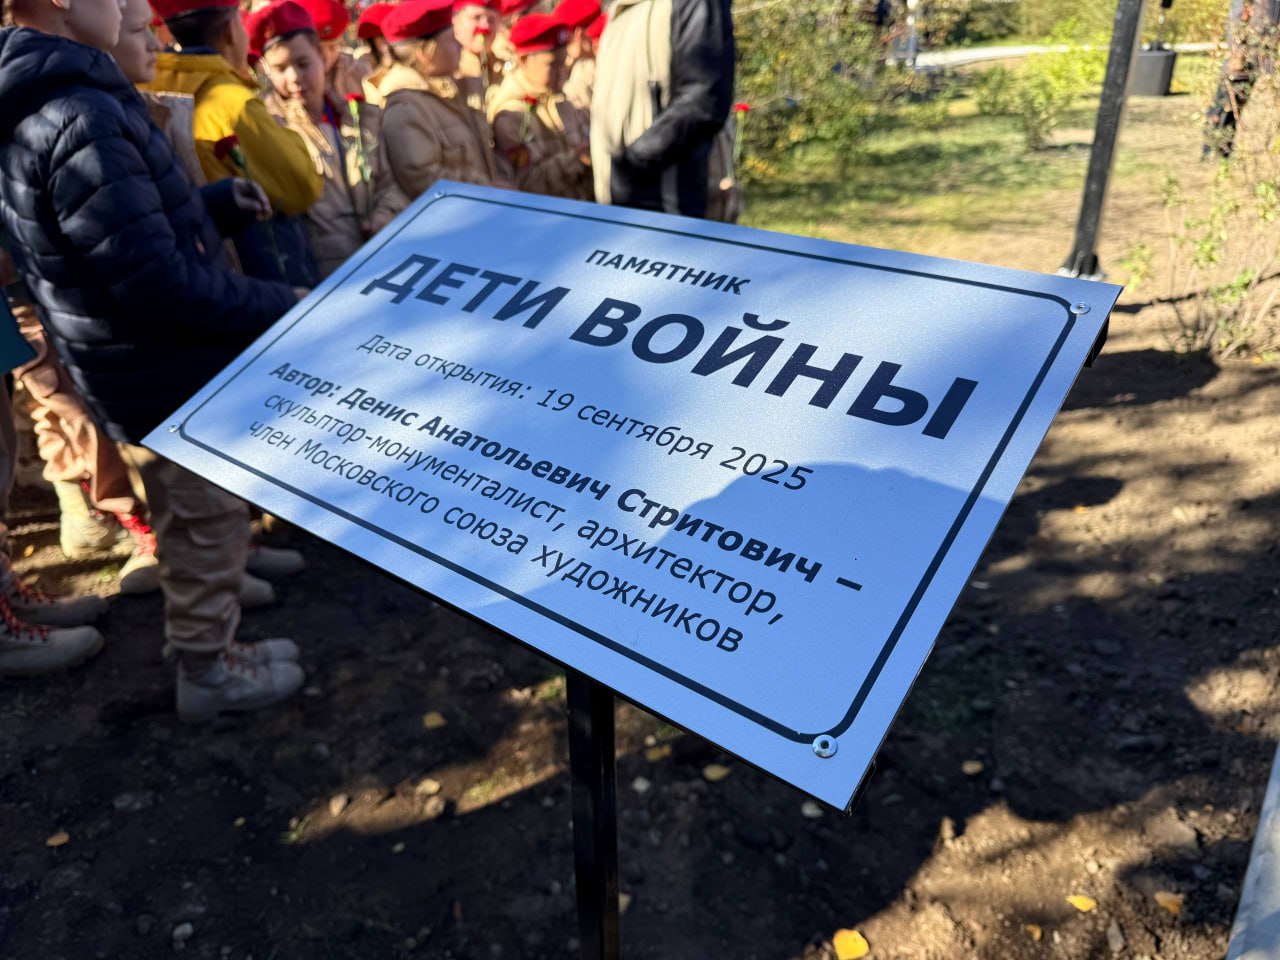 ПАМЯТНИК
ДЕТИ ВОЙНЫ
Дата открытия: 19 сентября 2025
Автор: Денис Анатольевич Стритович –
скульптор-монументалист, архитектор,
член Московского союза художников